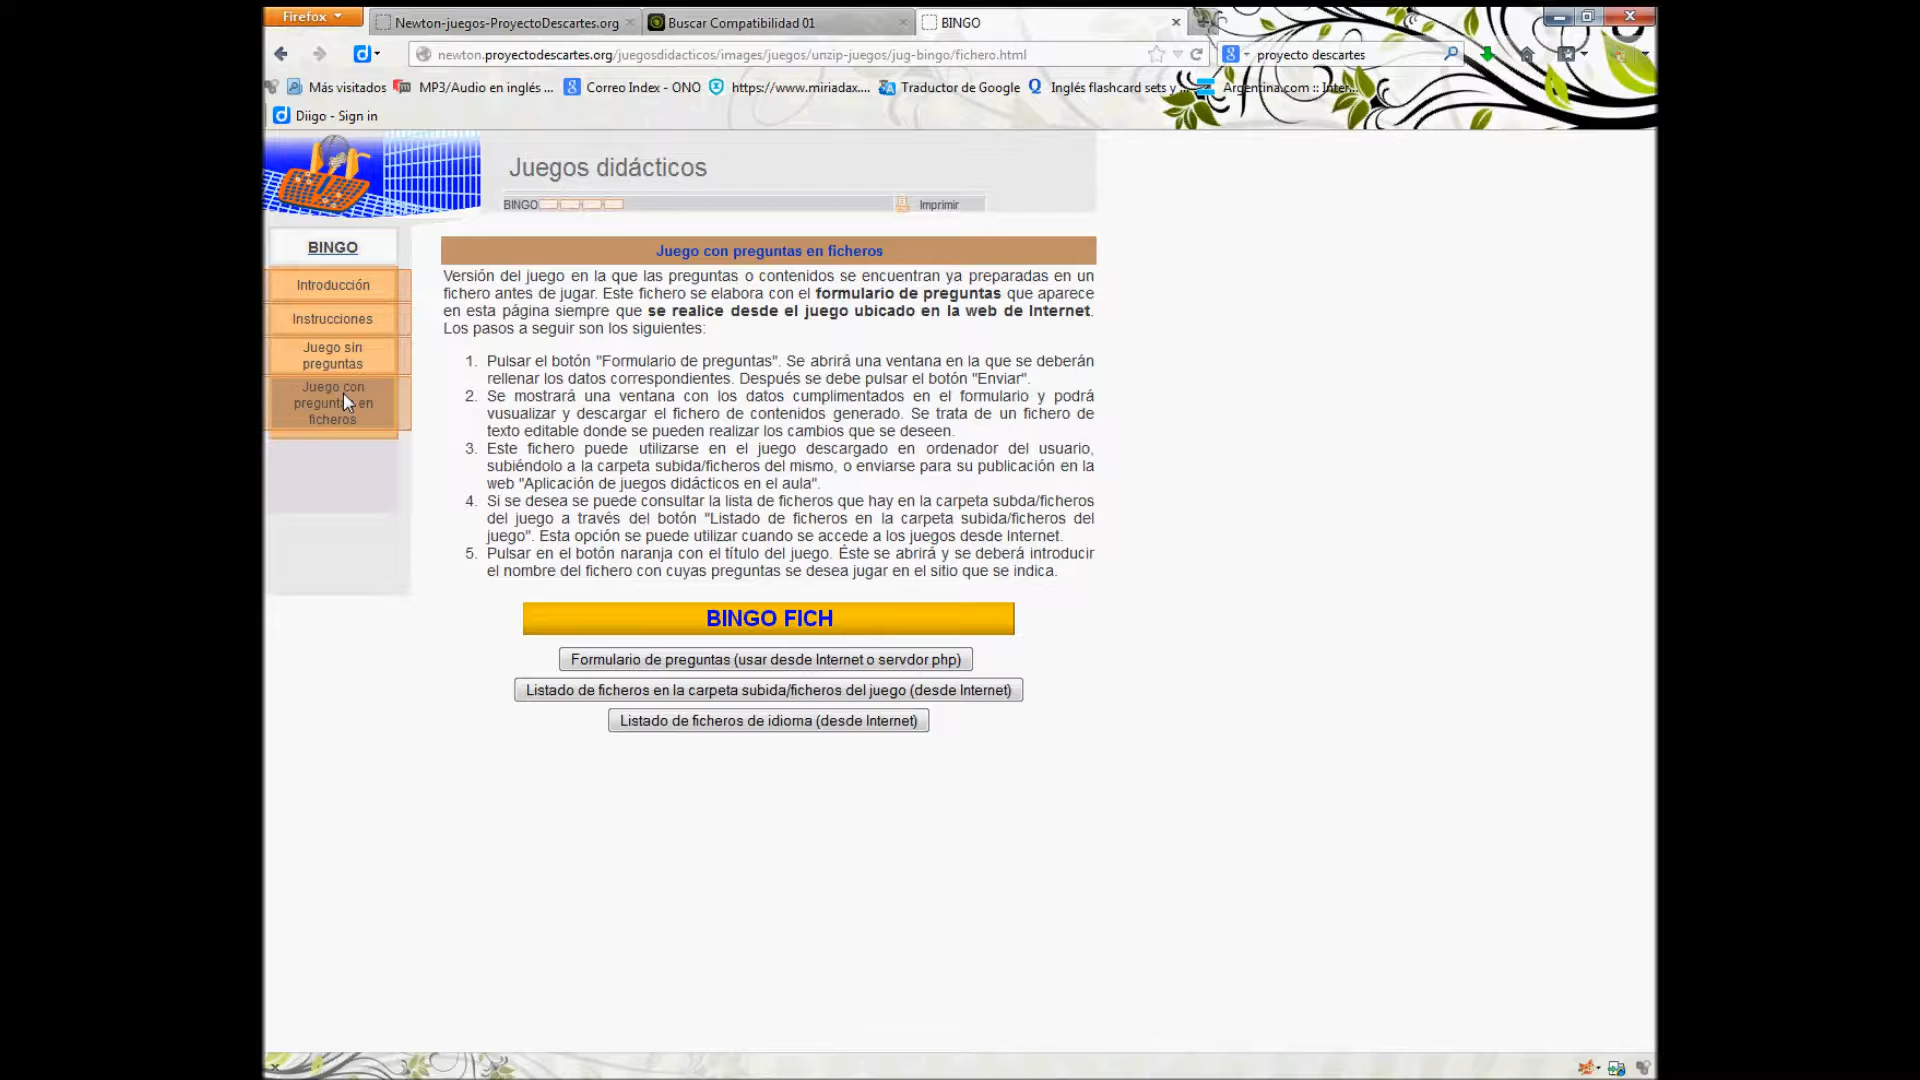 Firefox
Newton-juegos-ProyectoDescartes.org
Buscar Compatibilidad 01
BINGO
newton.proyectodescartes.org/juegosdidacticos/images/juegos/unzip-juegos/jug-bingo/fichero.html
proyecto descartes
Más visitados
MP3/Audio en inglés ...
Correo Index - ONO
https://www.miriadax....
Traductor de Google
Inglés flashcard sets y ...
Argentina.com :: Inter...
Diigo - Sign in
Juegos didácticos
BINGO
Imprimir
BINGO
Introducción
Instrucciones
Juego sin
preguntas
Juego con
preguntas en
ficheros
Juego con preguntas en ficheros
Versión del juego en la que las preguntas o contenidos se encuentran ya preparadas en un
fichero antes de jugar. Este fichero se elabora con el formulario de preguntas que aparece
en esta página siempre que se realice desde el juego ubicado en la web de Internet.
Los pasos a seguir son los siguientes:
1. Pulsar el botón "Formulario de preguntas". Se abrirá una ventana en la que se deberán
rellenar los datos correspondientes. Después se debe pulsar el botón "Enviar".
2. Se mostrará una ventana con los datos cumplimentados en el formulario y podrá
vusualizar y descargar el fichero de contenidos generado. Se trata de un fichero de
texto editable donde se pueden realizar los cambios que se deseen.
3. Este fichero puede utilizarse en el juego descargado en ordenador del usuario,
subiéndolo a la carpeta subida/ficheros del mismo, o enviarse para su publicación en la
web "Aplicación de juegos didácticos en el aula".
4. Si se desea se puede consultar la lista de ficheros que hay en la carpeta subda/ficheros
del juego a través del botón "Listado de ficheros en la carpeta subida/ficheros del
juego". Esta opción se puede utilizar cuando se accede a los juegos desde Internet.
5. Pulsar en el botón naranja con el título del juego. Éste se abrirá y se deberá introducir
el nombre del fichero con cuyas preguntas se desea jugar en el sitio que se indica.
BINGO FICH
Formulario de preguntas (usar desde Internet o servdor php)
Listado de ficheros en la carpeta subida/ficheros del juego (desde Internet)
Listado de ficheros de idioma (desde Internet)